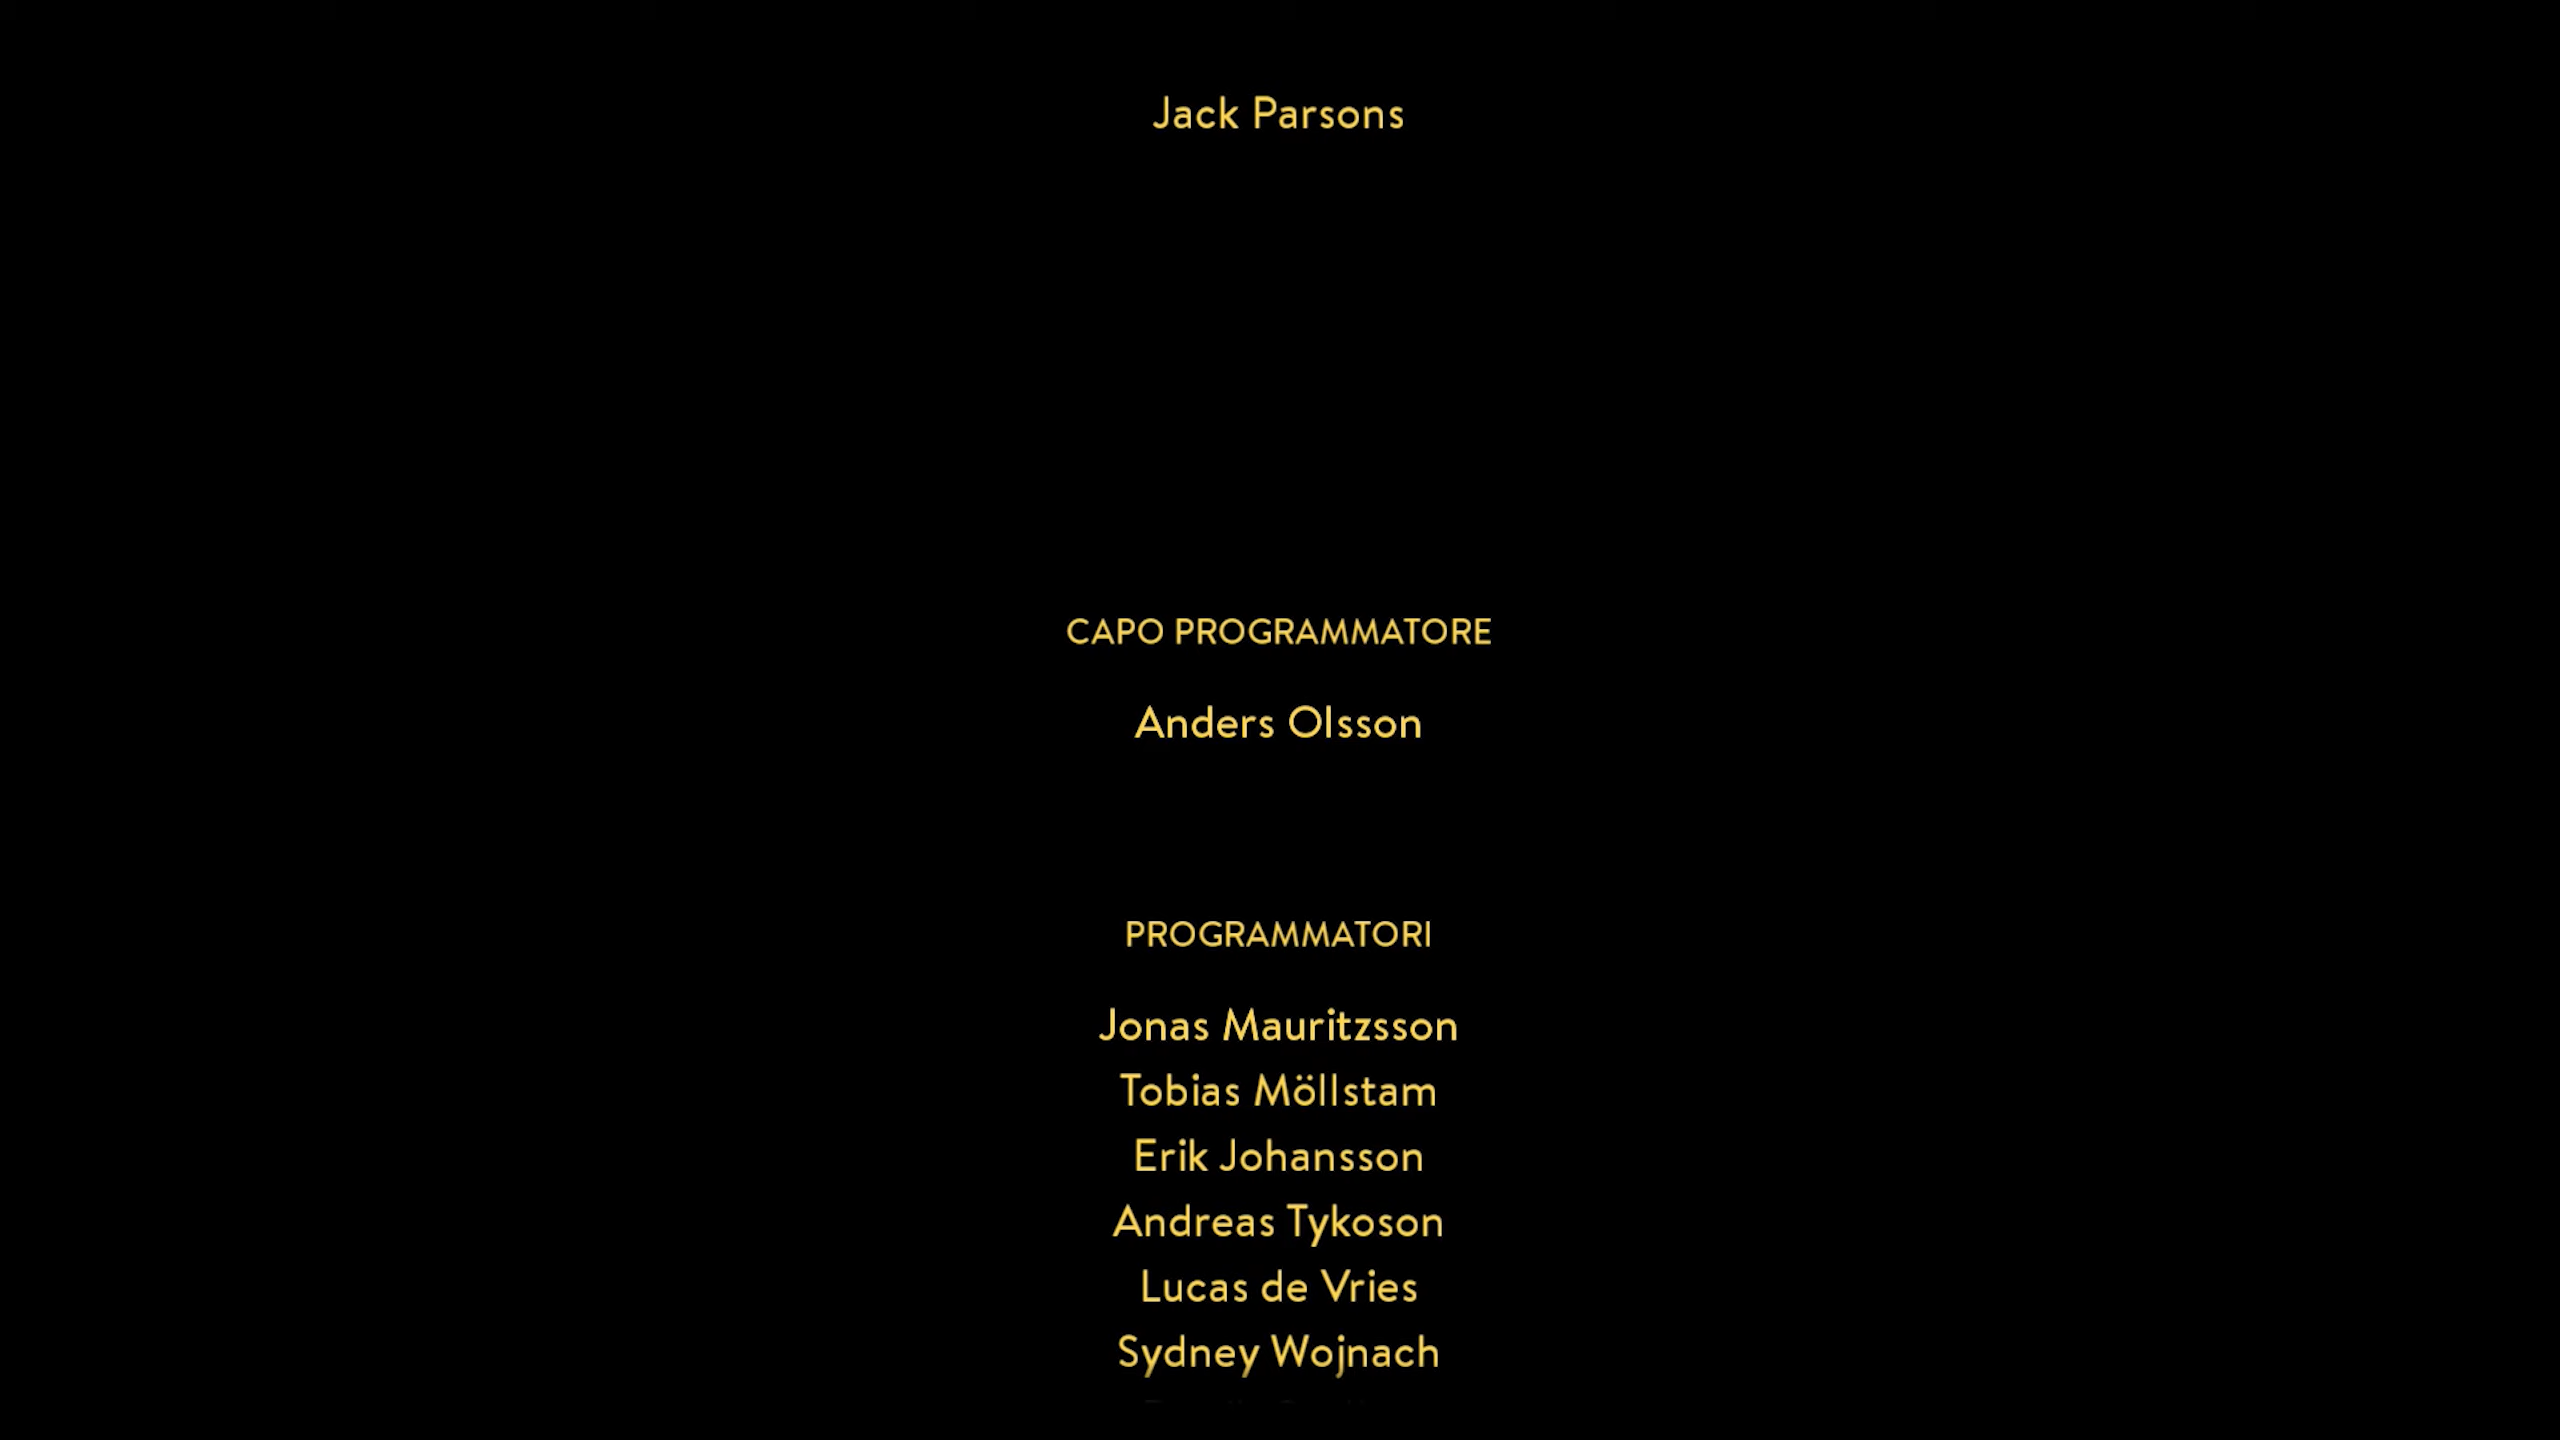 Jack Parsons
CAPO PROGRAMMATORE
Anders Olsson
PROGRAMMATORI
Jonas Mauritzsson
Tobias Möllstam
Erik Johansson
Andreas Tykoson
Lucas de Vries
Sydney Wojnach